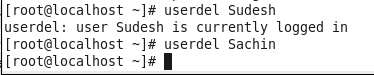 [root@localhost ~]# userdel Sudesh
userdel: user Sudesh is currently logged in
[root@localhost ~]# userdel Sachin
[root@localhost ~]#